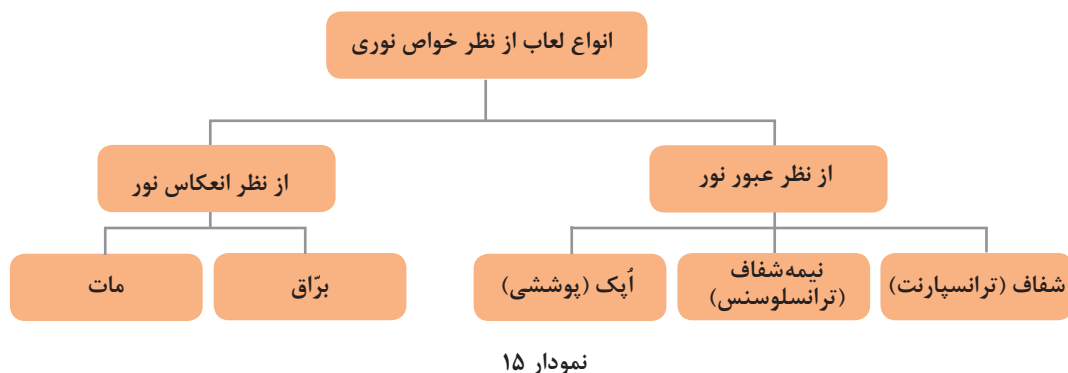 انواع لعاب از نظر خواص نوری
از نظر عبور نور
از نظر انعکاس نور
شفاف (ترانسپارنت)
نیمه‌شفاف
(ترانسلوسنس)
اُپک (پوششی)
برّاق
مات
نمودار ۱۵